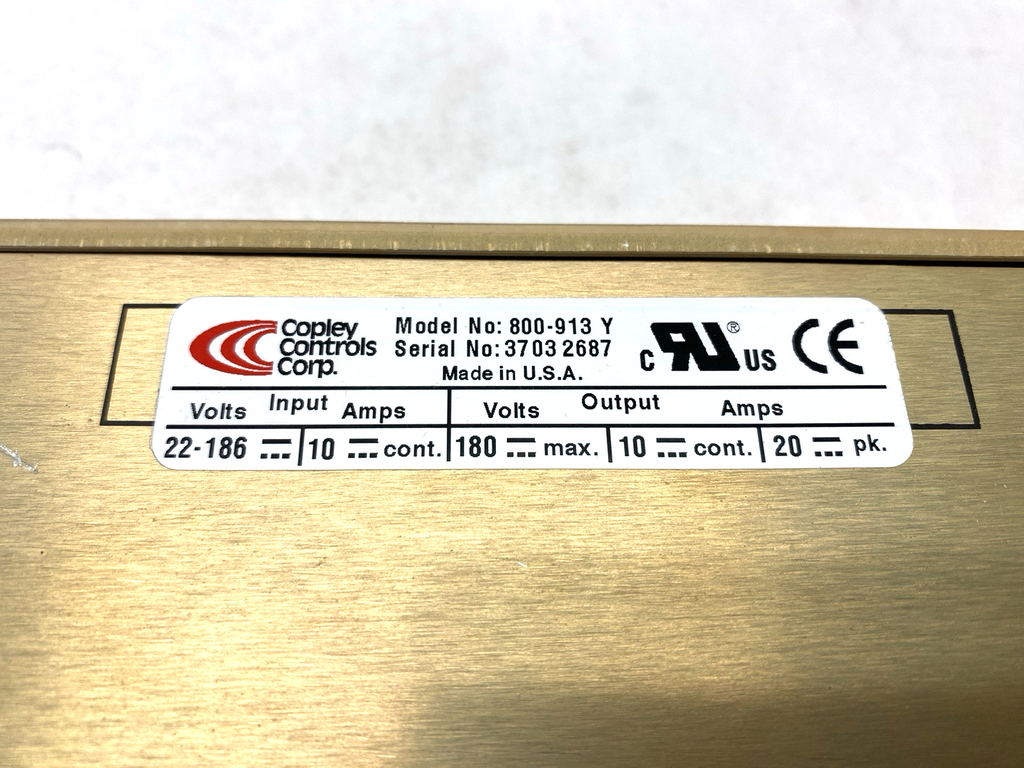 Copley
Controls
Corp.
Model No: 800-913 Y
Serial No: 3703 2687
Made in U.S.A.
C RU® US CE
Input Output
Volts Amps Volts Amps
22-186 ⎓ 10 ⎓ cont. 180 ⎓ max. 10 ⎓ cont. 20 ⎓ pk.